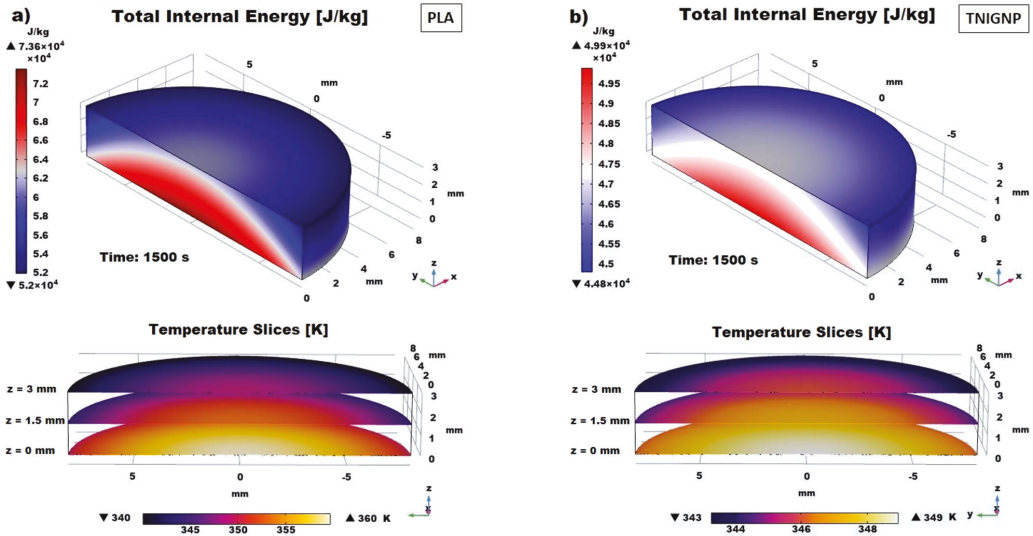 a)
Total Internal Energy [J/kg]
PLA
J/kg
▲ 7.36×10⁴
×10⁴
7.2
7
6.8
6.6
6.4
6.2
6
5.8
5.6
5.4
5.2
▼ 5.2×10⁴
5
mm
0
-5
3
2
1
0
mm
8
6
4
mm
2
0
Time: 1500 s
z
y
x
Temperature Slices [K]
8
6
4
2
0
mm
z = 3 mm
z = 1.5 mm
z = 0 mm
3
2
1
0
mm
5
0
-5
mm
z
x
y
▼ 340
345
350
355
▲ 360 K
b)
Total Internal Energy [J/kg]
TNIGNP
J/kg
▲ 4.99×10⁴
×10⁴
4.95
4.9
4.85
4.8
4.75
4.7
4.65
4.6
4.55
4.5
▼ 4.48×10⁴
5
mm
0
-5
3
2
1
0
mm
8
6
4
mm
2
0
Time: 1500 s
z
y
x
Temperature Slices [K]
8
6
4
2
0
mm
z = 3 mm
z = 1.5 mm
z = 0 mm
3
2
1
0
mm
5
0
-5
mm
z
x
y
▼ 343
344
346
348
▲ 349 K